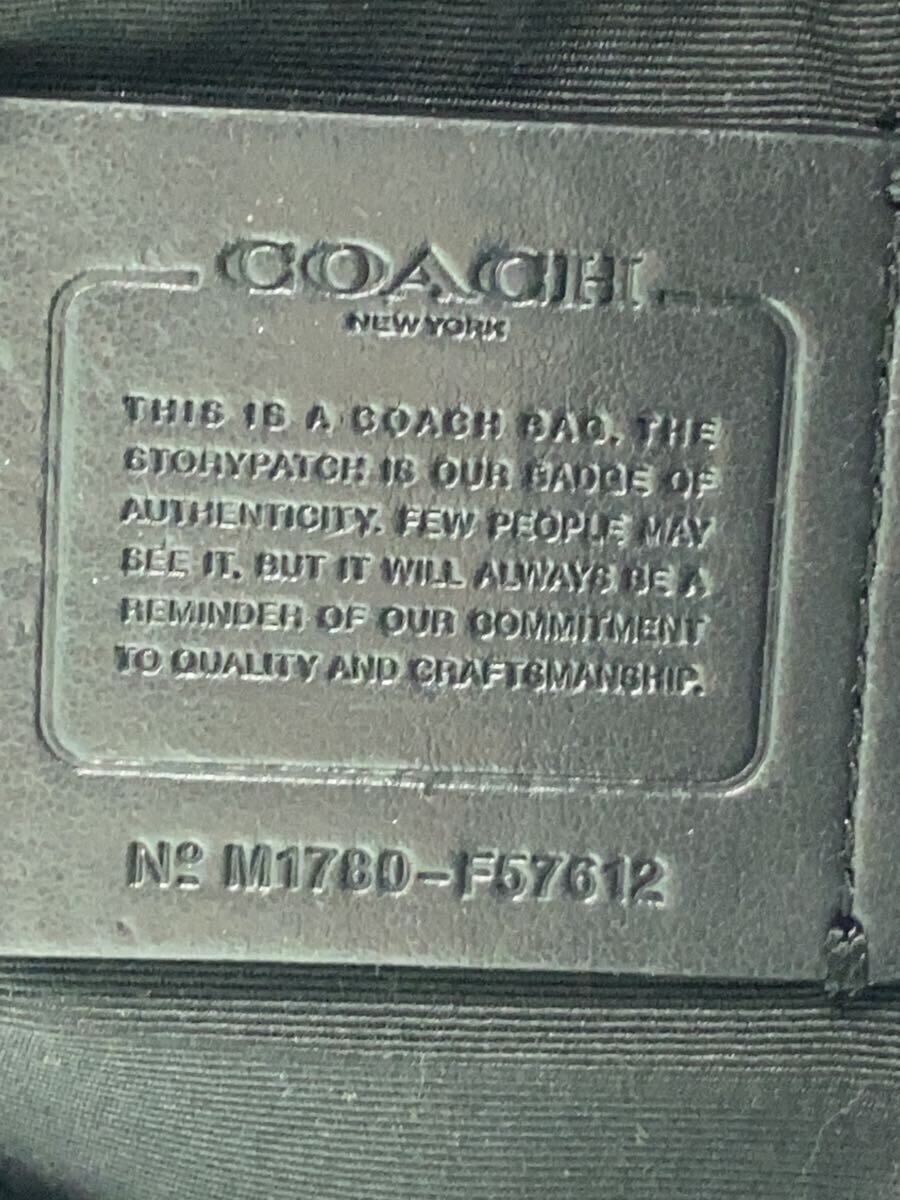 COACH
NEW YORK
THIS IS A COACH BAG. THE
STORYPATCH IS OUR BADGE OF
AUTHENTICITY. FEW PEOPLE MAY
SEE IT. BUT IT WILL ALWAYS BE A
REMINDER OF OUR COMMITMENT
TO QUALITY AND CRAFTSMANSHIP.
Nº M1780-F57612